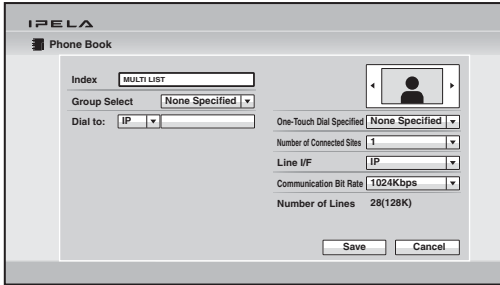 IPELA
Phone Book
Index MULTI LIST
Group Select None Specified
Dial to: IP
One-Touch Dial Specified None Specified
Number of Connected Sites 1
Line I/F IP
Communication Bit Rate 1024Kbps
Number of Lines 28(128K)
Save Cancel